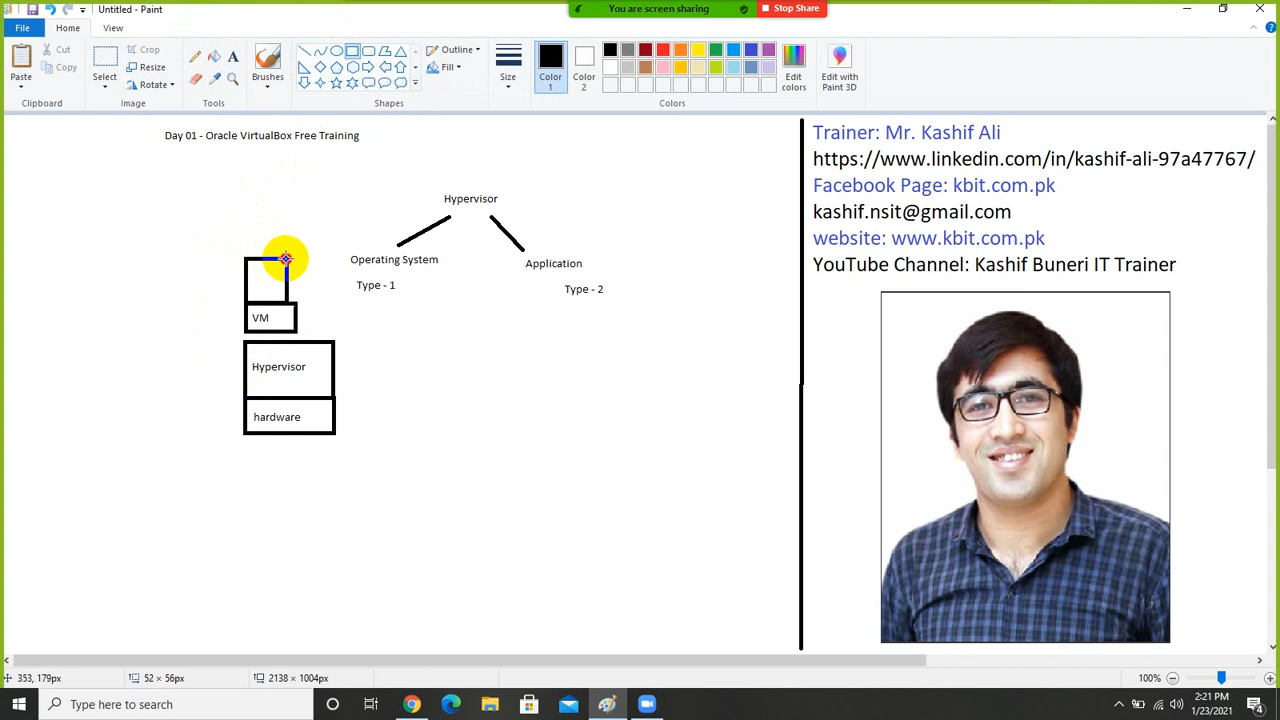 Untitled - Paint
You are screen sharing
Stop Share
File
Home
View
Paste
Cut
Copy
Clipboard
Select
Crop
Resize
Rotate
Image
Tools
Brushes
Shapes
Outline
Fill
Size
Color 1
Color 2
Colors
Edit colors
Edit with Paint 3D
Day 01 - Oracle VirtualBox Free Training
Hypervisor
Operating System
Application
Type - 1
Type - 2
VM
Hypervisor
hardware
Trainer: Mr. Kashif Ali
https://www.linkedin.com/in/kashif-ali-97a47767/
Facebook Page: kbit.com.pk
kashif.nsit@gmail.com
website: www.kbit.com.pk
YouTube Channel: Kashif Buneri IT Trainer
353, 179px
52 × 56px
2138 × 1004px
100%
Type here to search
2:21 PM
1/23/2021
4